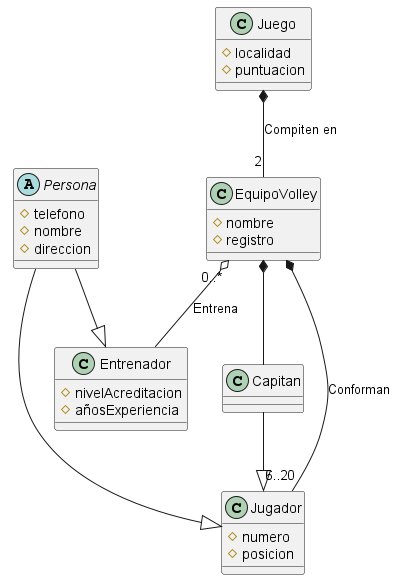 C Juego
localidad
puntuacion
Compiten en
2
A Persona
telefono
nombre
direccion
C EquipoVolley
nombre
registro
0..*
Entrena
C Entrenador
nivelAcreditacion
añosExperiencia
C Capitan
Conforman
6..20
C Jugador
numero
posicion